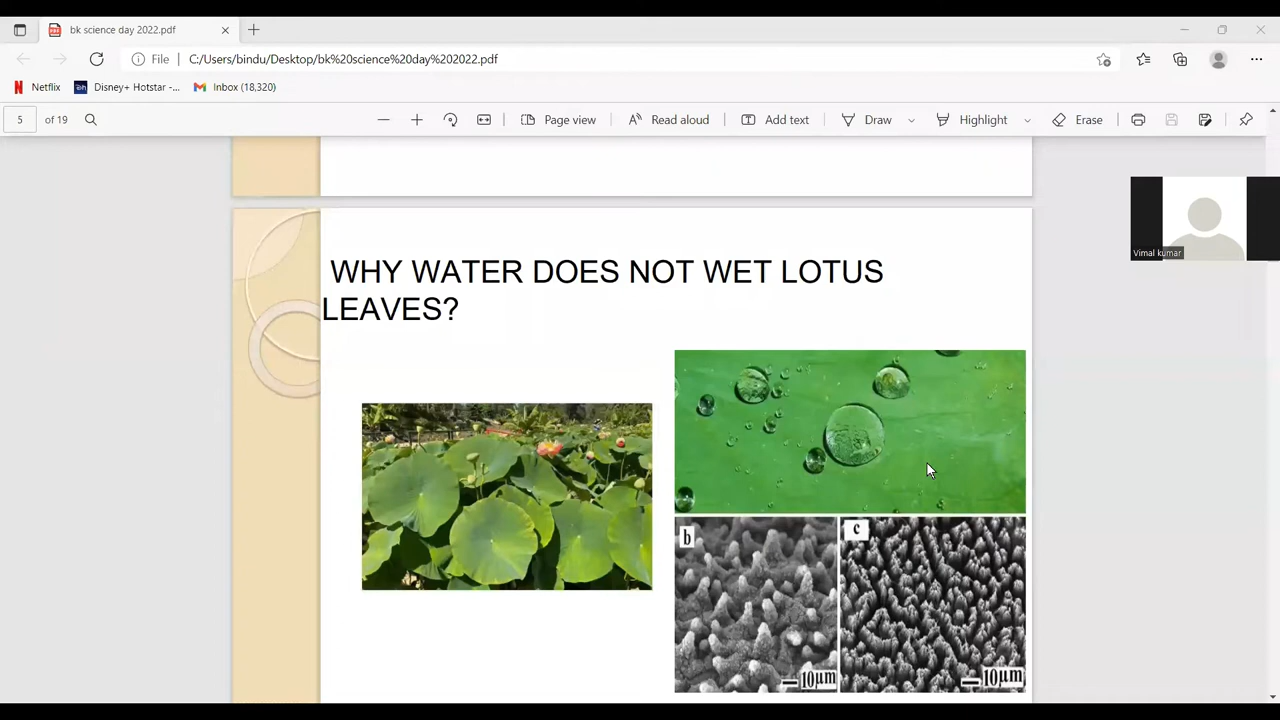 bk science day 2022.pdf
File C:/Users/bindu/Desktop/bk%20science%20day%202022.pdf
Netflix Disney+ Hotstar -... Inbox (18,320)
5 of 19 Page view Read aloud Add text Draw Highlight Erase
Vimal kumar
WHY WATER DOES NOT WET LOTUS
LEAVES?
b c
10μm 10μm